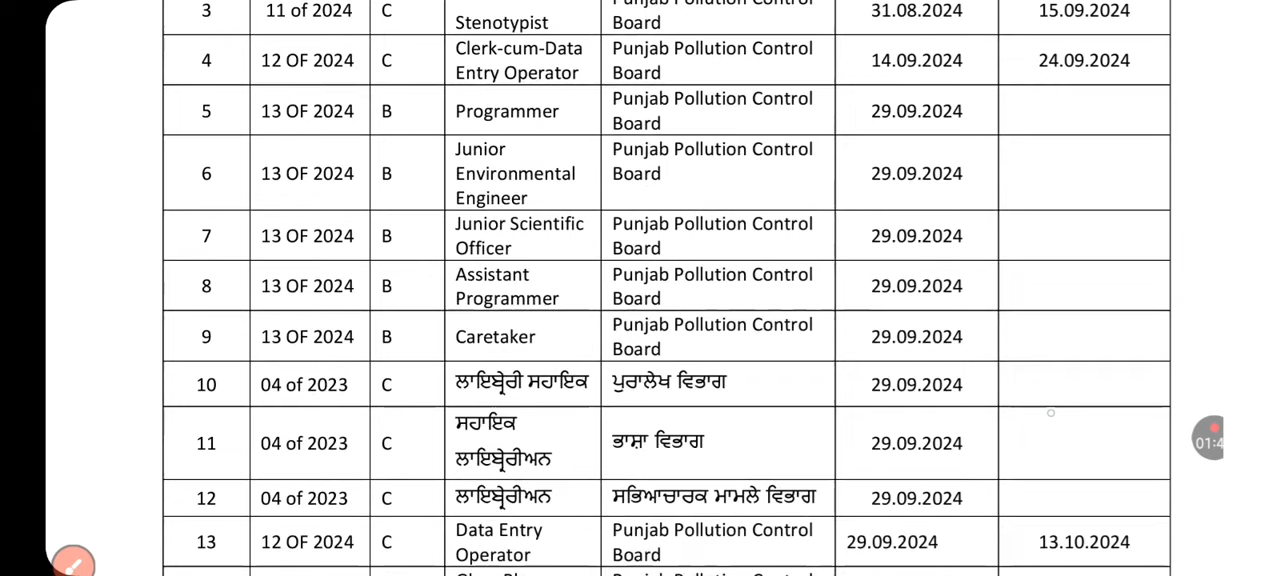 3 11 of 2024 C Stenotypist Punjab Pollution Control Board 31.08.2024 15.09.2024
4 12 OF 2024 C Clerk-cum-Data Entry Operator Punjab Pollution Control Board 14.09.2024 24.09.2024
5 13 OF 2024 B Programmer Punjab Pollution Control Board 29.09.2024
6 13 OF 2024 B Junior Environmental Engineer Punjab Pollution Control Board 29.09.2024
7 13 OF 2024 B Junior Scientific Officer Punjab Pollution Control Board 29.09.2024
8 13 OF 2024 B Assistant Programmer Punjab Pollution Control Board 29.09.2024
9 13 OF 2024 B Caretaker Punjab Pollution Control Board 29.09.2024
10 04 of 2023 C ਲਾਇਬ੍ਰੇਰੀ ਸਹਾਇਕ ਪੁਰਾਲੇਖ ਵਿਭਾਗ 29.09.2024
11 04 of 2023 C ਸਹਾਇਕ ਲਾਇਬ੍ਰੇਰੀਅਨ ਭਾਸ਼ਾ ਵਿਭਾਗ 29.09.2024
12 04 of 2023 C ਲਾਇਬ੍ਰੇਰੀਅਨ ਸਭਿਆਚਾਰਕ ਮਾਮਲੇ ਵਿਭਾਗ 29.09.2024
13 12 OF 2024 C Data Entry Operator Punjab Pollution Control Board 29.09.2024 13.10.2024
01:4